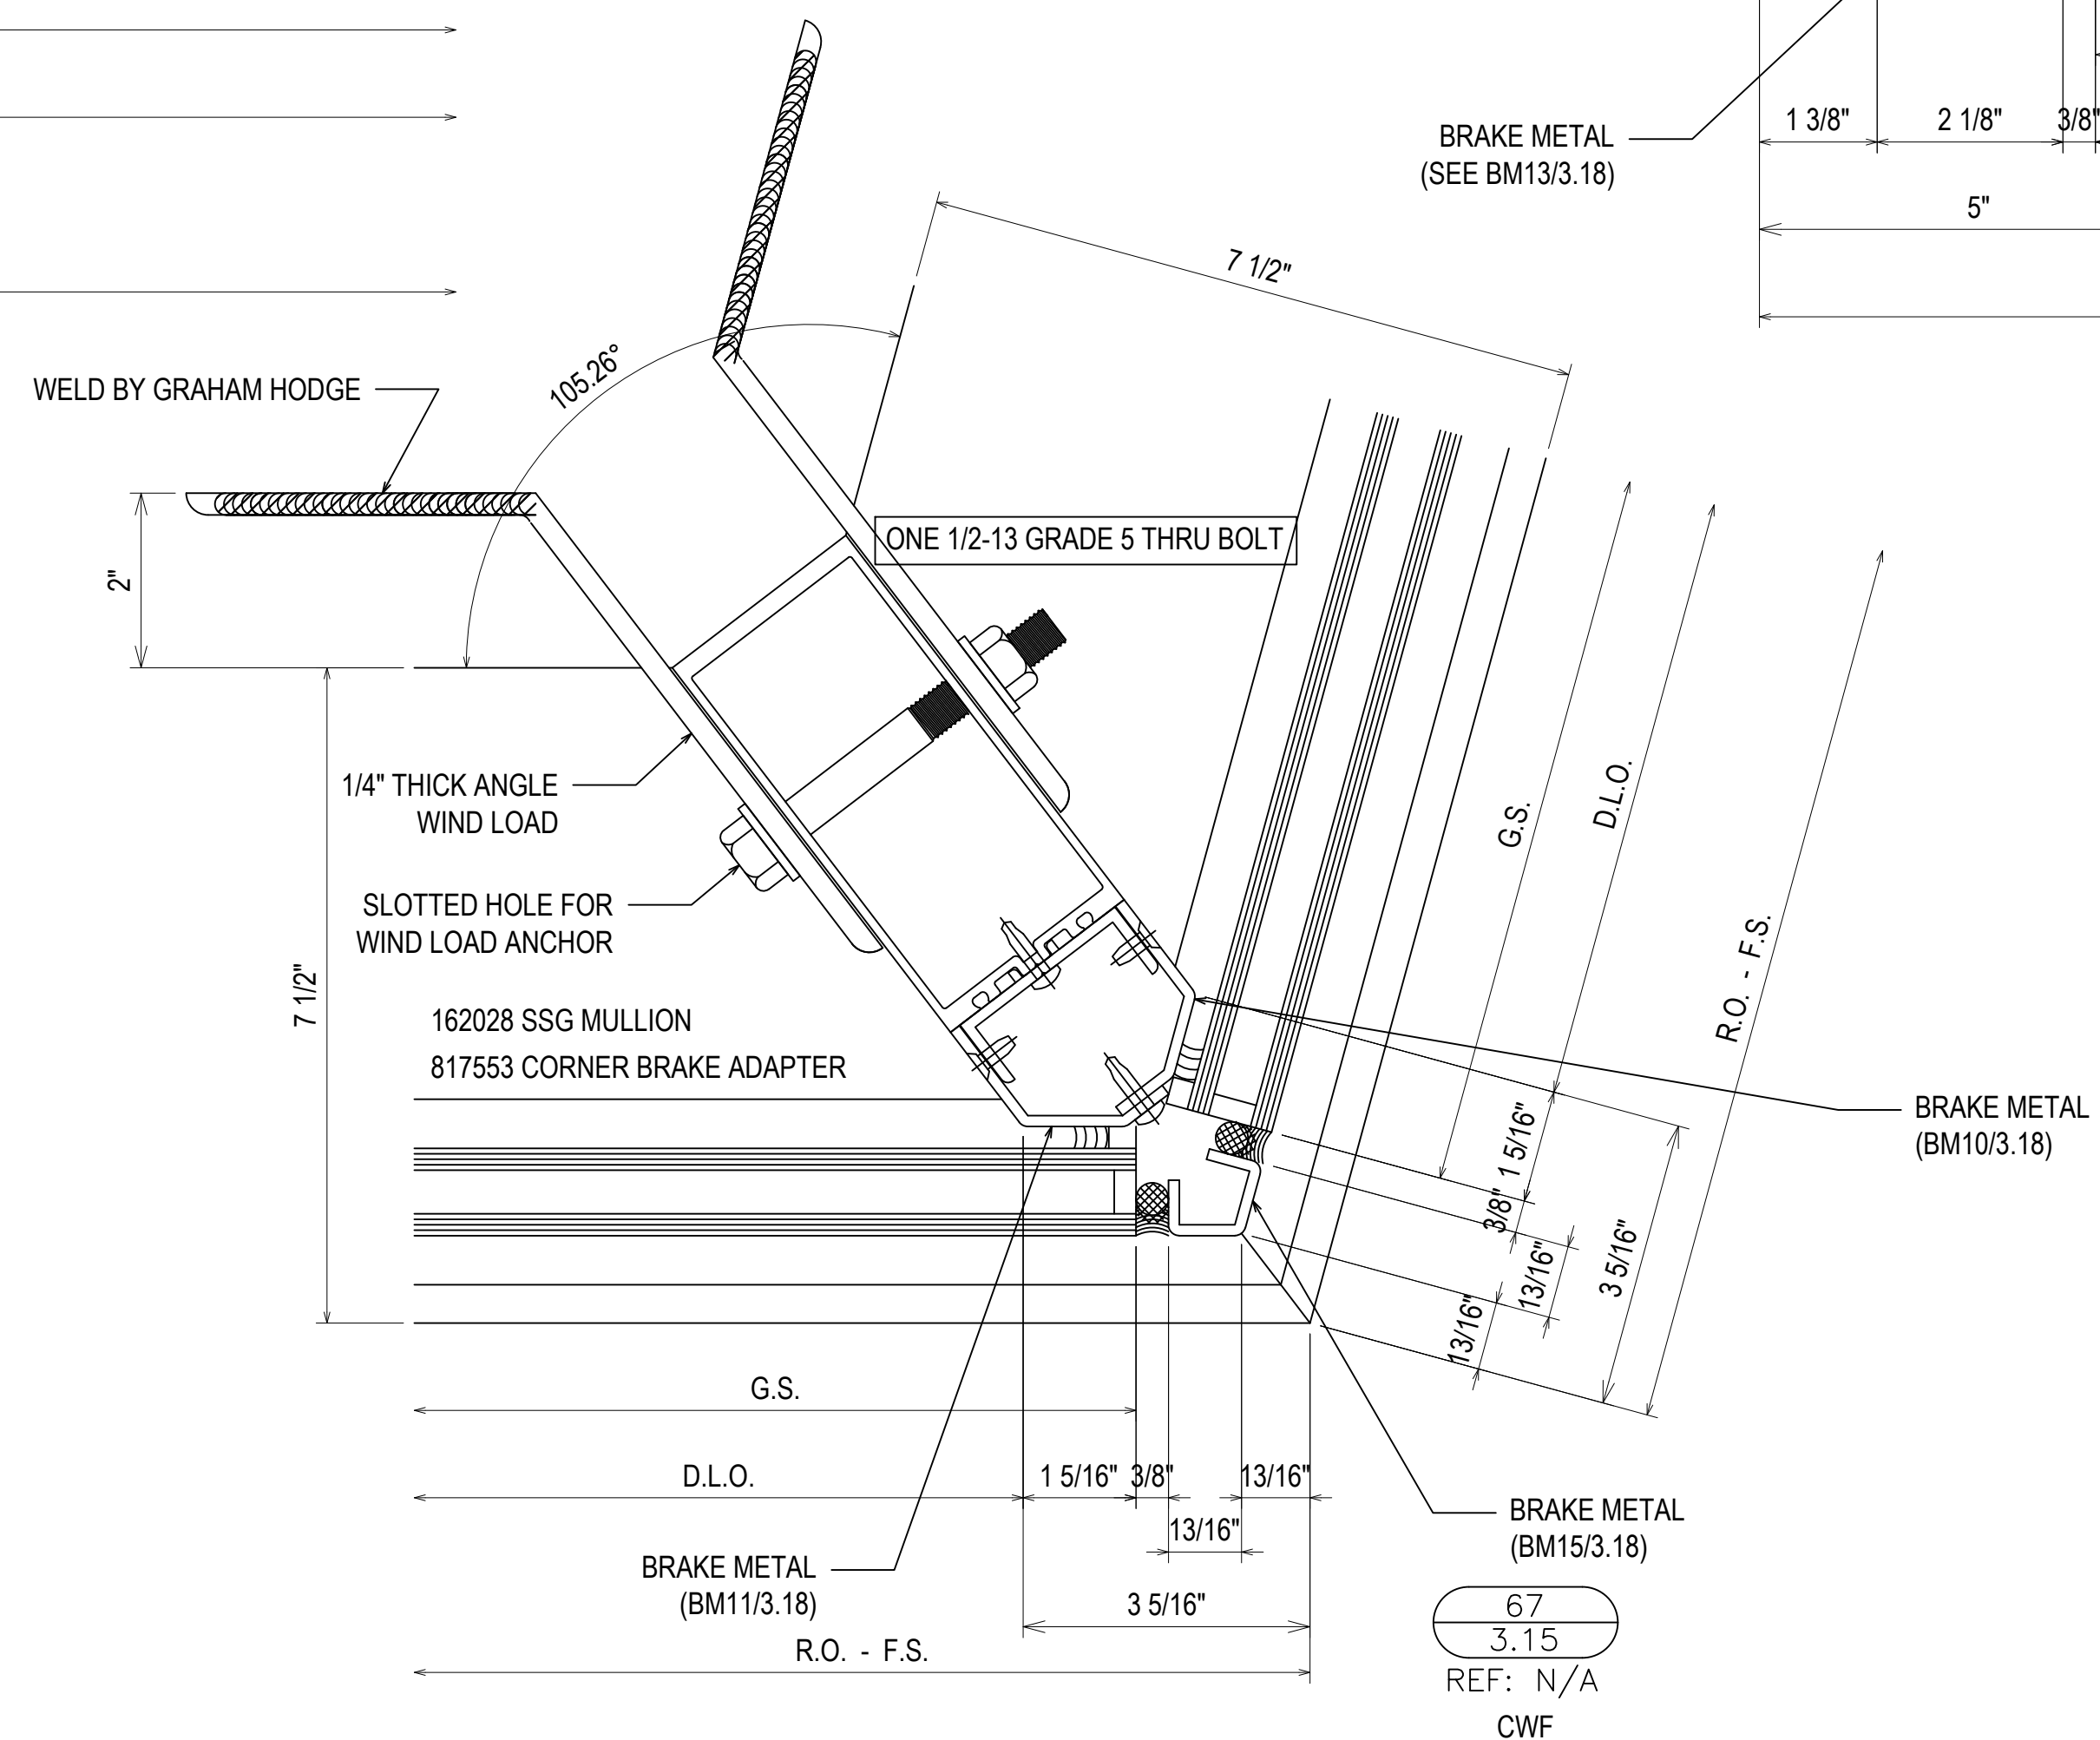 BRAKE METAL
(SEE BM13/3.18)
1 3/8"
2 1/8"
3/8"
5"
7 1/2"
105.26°
WELD BY GRAHAM HODGE
2"
ONE 1/2-13 GRADE 5 THRU BOLT
1/4" THICK ANGLE
WIND LOAD
SLOTTED HOLE FOR
WIND LOAD ANCHOR
7 1/2"
162028 SSG MULLION
817553 CORNER BRAKE ADAPTER
G.S.
D.L.O.
R.O. - F.S.
BRAKE METAL
(BM10/3.18)
1 5/16"
3/8"
13/16"
3 5/16"
13/16"
G.S.
D.L.O.
1 5/16"
3/8"
13/16"
13/16"
BRAKE METAL
(BM15/3.18)
BRAKE METAL
(BM11/3.18)
3 5/16"
R.O. - F.S.
67
3.15
REF: N/A
CWF